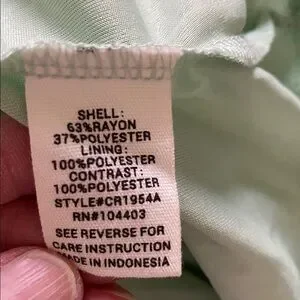 SHELL:
63%RAYON
37%POLYESTER
LINING:
100%POLYESTER
CONTRAST:
100%POLYESTER
STYLE#CR1954A
RN#104403
SEE REVERSE FOR
CARE INSTRUCTION
MADE IN INDONESIA